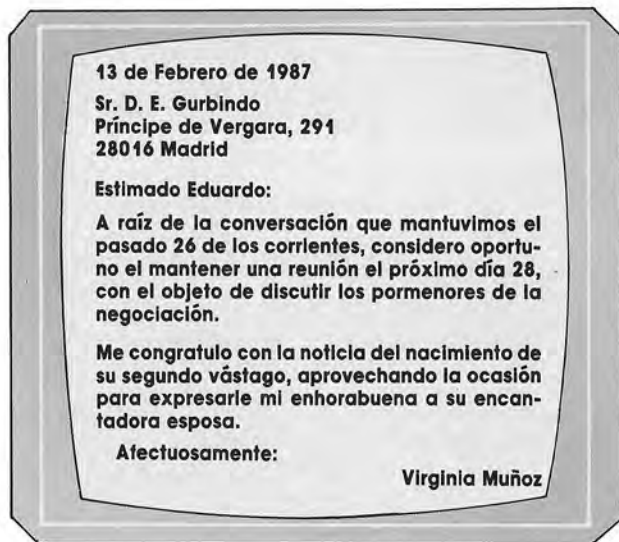 13 de Febrero de 1987
Sr. D. E. Gurbindo
Príncipe de Vergara, 291
28016 Madrid
Estimado Eduardo:
A raíz de la conversación que mantuvimos el
pasado 26 de los corrientes, considero oportu-
no el mantener una reunión el próximo día 28,
con el objeto de discutir los pormenores de la
negociación.
Me congratulo con la noticia del nacimiento de
su segundo vástago, aprovechando la ocasión
para expresarle mi enhorabuena a su encan-
tadora esposa.
Afectuosamente:
Virginia Muñoz